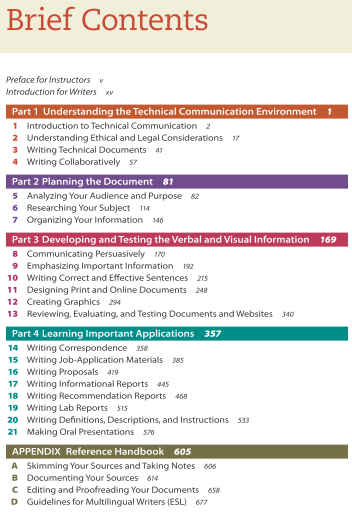 Brief Contents
Preface for Instructors v
Introduction for Writers xv
Part 1 Understanding the Technical Communication Environment 1
1 Introduction to Technical Communication 2
2 Understanding Ethical and Legal Considerations 17
3 Writing Technical Documents 41
4 Writing Collaboratively 57
Part 2 Planning the Document 81
5 Analyzing Your Audience and Purpose 82
6 Researching Your Subject 114
7 Organizing Your Information 146
Part 3 Developing and Testing the Verbal and Visual Information 169
8 Communicating Persuasively 170
9 Emphasizing Important Information 192
10 Writing Correct and Effective Sentences 215
11 Designing Print and Online Documents 248
12 Creating Graphics 294
13 Reviewing, Evaluating, and Testing Documents and Websites 340
Part 4 Learning Important Applications 357
14 Writing Correspondence 358
15 Writing Job-Application Materials 385
16 Writing Proposals 419
17 Writing Informational Reports 445
18 Writing Recommendation Reports 468
19 Writing Lab Reports 515
20 Writing Definitions, Descriptions, and Instructions 533
21 Making Oral Presentations 576
APPENDIX Reference Handbook 605
A Skimming Your Sources and Taking Notes 606
B Documenting Your Sources 614
C Editing and Proofreading Your Documents 658
D Guidelines for Multilingual Writers (ESL) 677